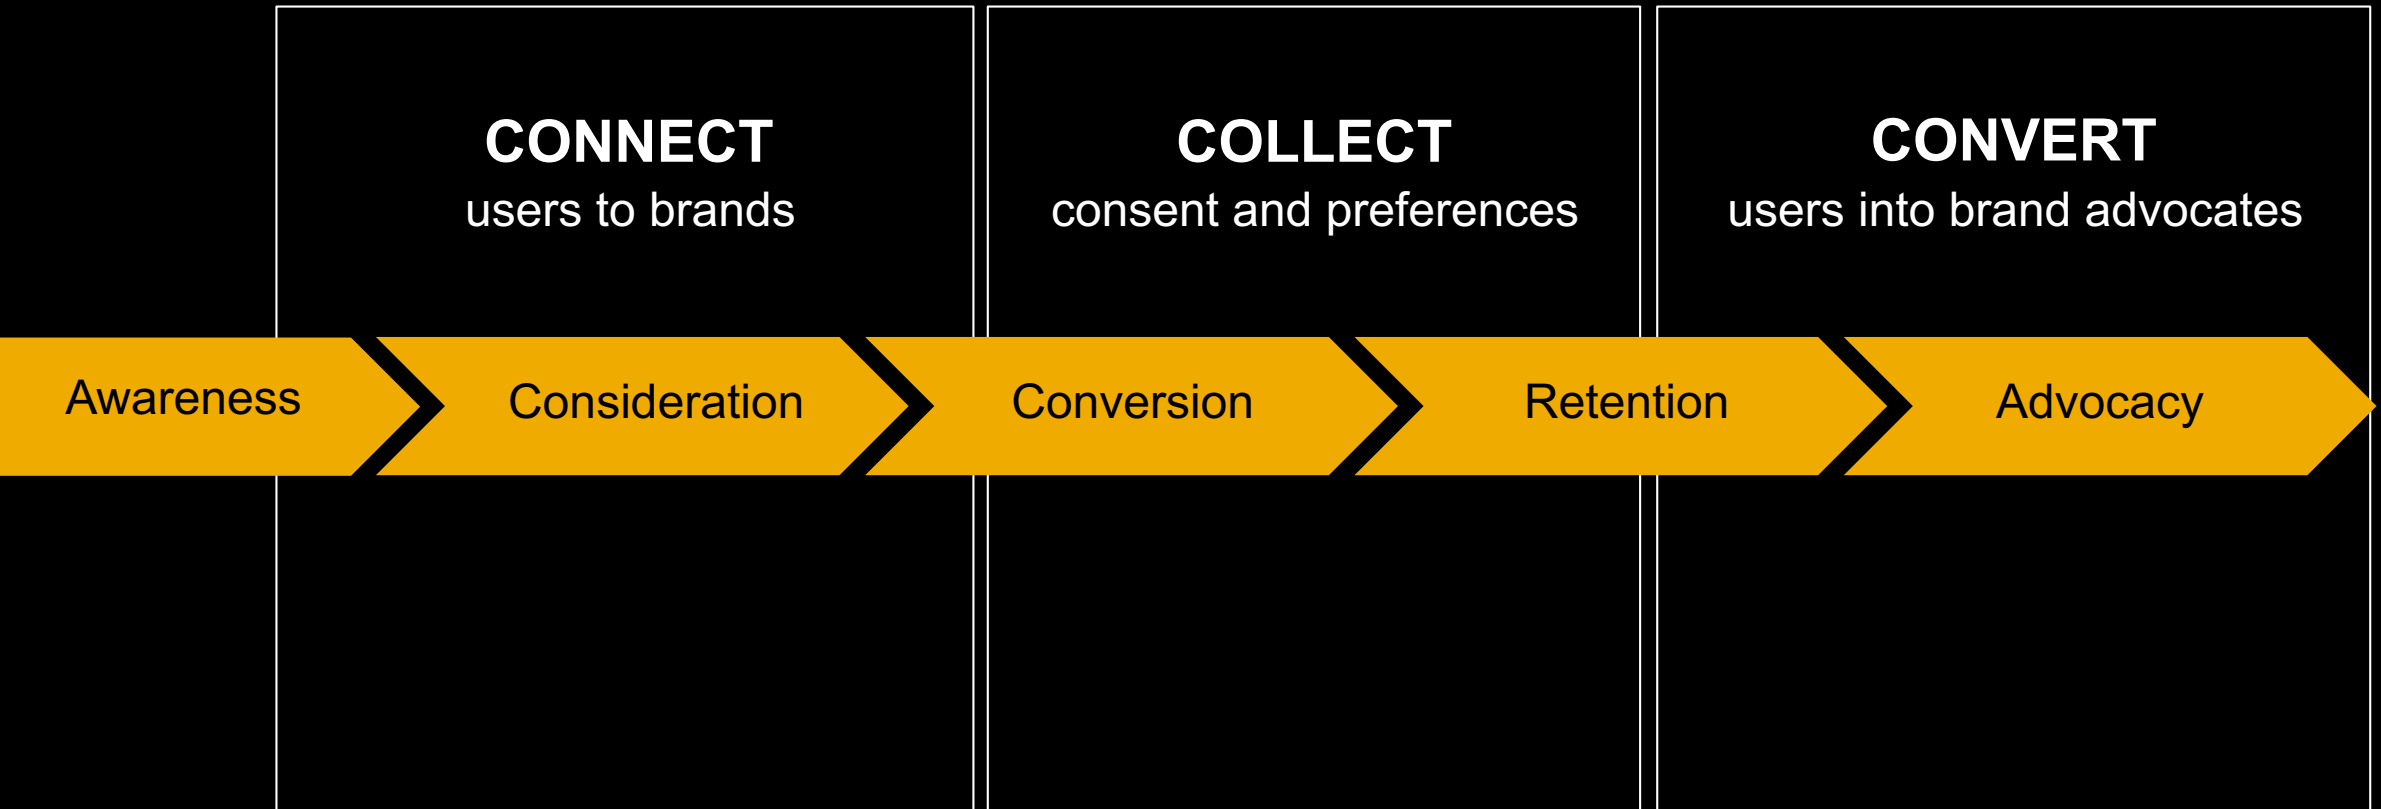 CONNECT
users to brands
COLLECT
consent and preferences
CONVERT
users into brand advocates
Awareness
Consideration
Conversion
Retention
Advocacy